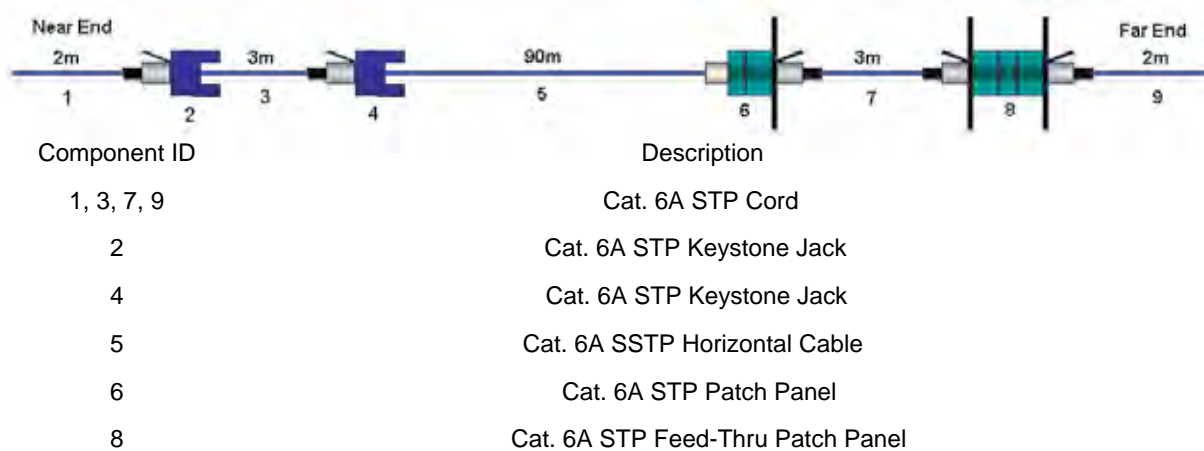 Near End Far End
2m 3m 90m 3m 2m
1 2 3 4 5 6 7 8 9
Component ID Description
1, 3, 7, 9 Cat. 6A STP Cord
2 Cat. 6A STP Keystone Jack
4 Cat. 6A STP Keystone Jack
5 Cat. 6A SSTP Horizontal Cable
6 Cat. 6A STP Patch Panel
8 Cat. 6A STP Feed-Thru Patch Panel